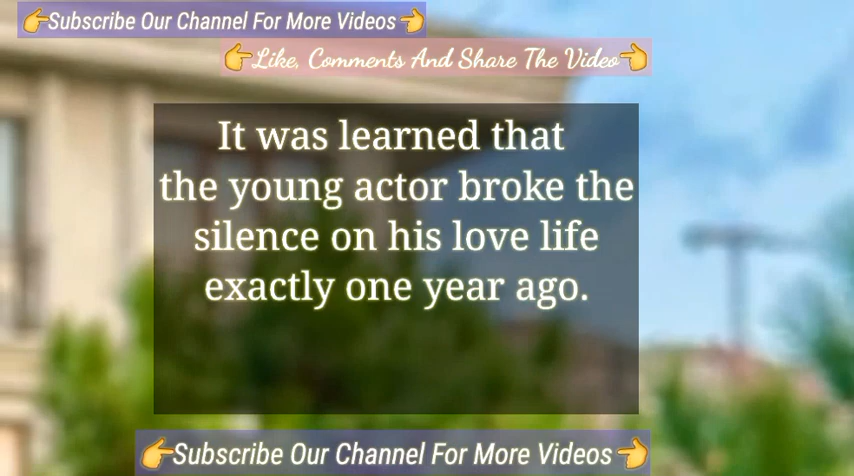 👉Subscribe Our Channel For More Videos👈
👉Like, Comments And Share The Video👈
It was learned that
the young actor broke the
silence on his love life
exactly one year ago.
👉Subscribe Our Channel For More Videos👈